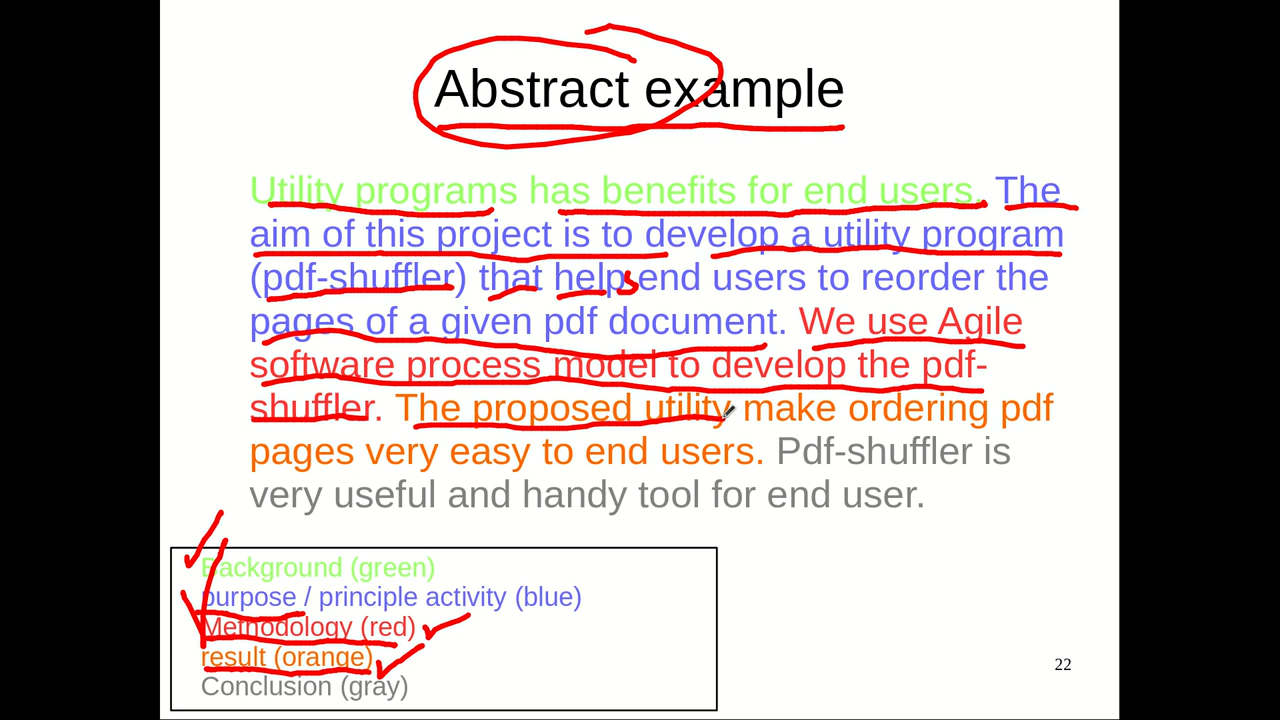 Abstract example
Utility programs has benefits for end users. The
aim of this project is to develop a utility program
(pdf-shuffler) that helps end users to reorder the
pages of a given pdf document. We use Agile
software process model to develop the pdf-
shuffler. The proposed utility make ordering pdf
pages very easy to end users. Pdf-shuffler is
very useful and handy tool for end user.
Background (green)
purpose / principle activity (blue)
Methodology (red)
result (orange)
Conclusion (gray)
22